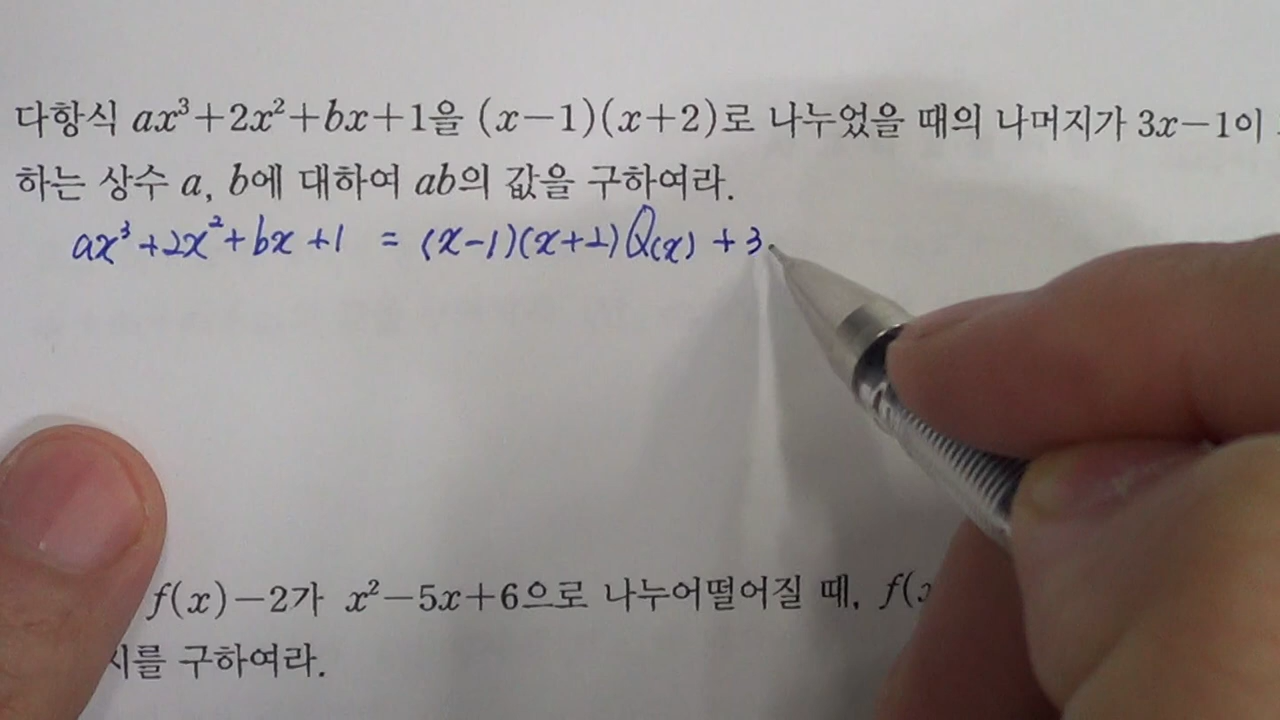 다항식 ax³+2x²+bx+1을 (x-1)(x+2)로 나누었을 때의 나머지가 3x-1이
하는 상수 a, b에 대하여 ab의 값을 구하여라.
ax³+2x²+bx+1 = (x-1)(x+2)Q(x) +3
f(x)-2가 x²-5x+6으로 나누어떨어질 때, f(
를 구하여라.